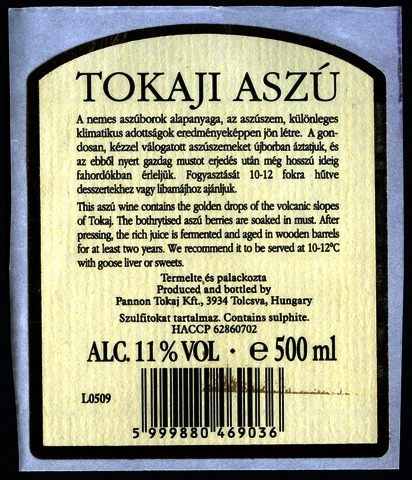 TOKAJI ASZÚ
A nemes aszúborok alapanyaga, az aszúszem, különleges
klimatikus adottságok eredményeképpen jön létre. A gon-
dosan, kézzel válogatott aszúszemeket újborban áztatjuk, és
az ebből nyert gazdag mustot erjedés után még hosszú ideig
fahordókban érleljük. Fogyasztását 10-12 fokra hűtve
desszertekhez vagy libamájhoz ajánljuk.
This aszú wine contains the golden drops of the volcanic slopes
of Tokaj. The bothrytised aszú berries are soaked in must. After
pressing, the rich juice is fermented and aged in wooden barrels
for at least two years. We recommend it to be served at 10-12°C
with goose liver or sweets.
Termelte és palackozta
Produced and bottled by
Pannon Tokaj Kft., 3934 Tolcsva, Hungary
Szulfitokat tartalmaz. Contains sulphite.
HACCP 62860702
ALC. 11% VOL · e 500 ml
L0509
5 999880 469036